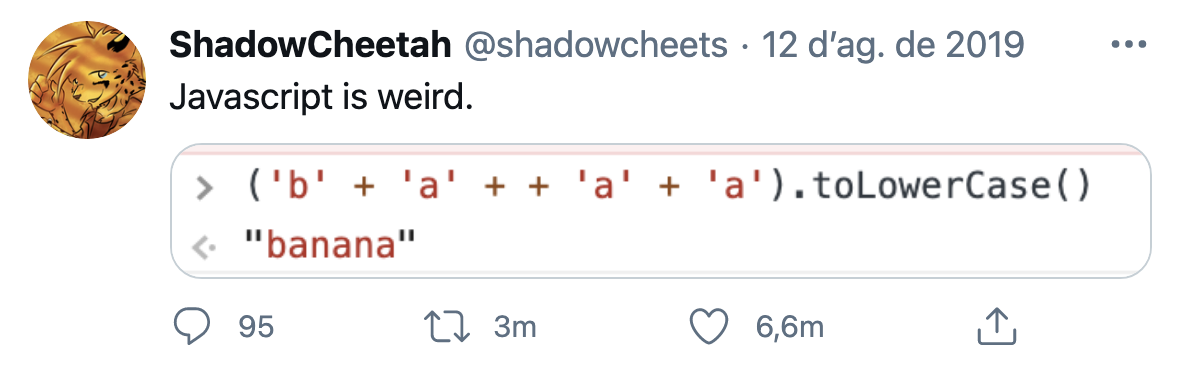 ShadowCheetah @shadowcheets · 12 d’ag. de 2019
Javascript is weird.
> ('b' + 'a' + + 'a' + 'a').toLowerCase()
<· "banana"
95 3m 6,6m